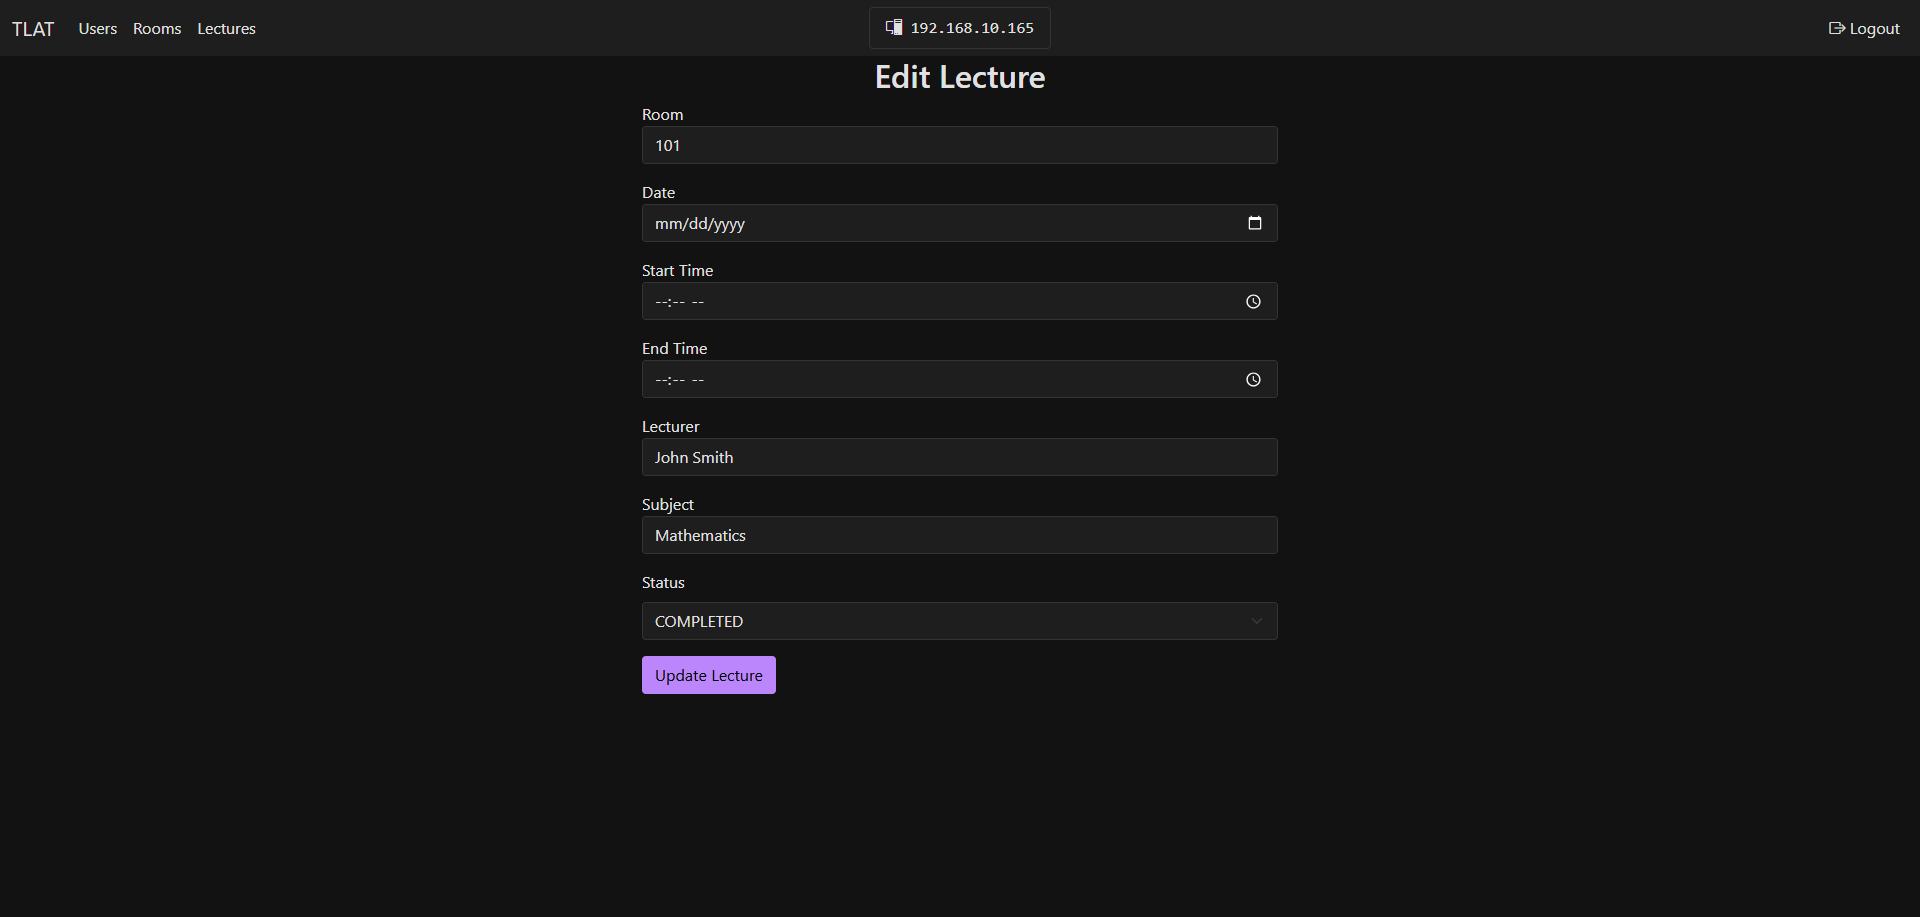 TLAT Users Rooms Lectures 192.168.10.165 Logout
Edit Lecture
Room
101
Date
mm/dd/yyyy
Start Time
--:-- --
End Time
--:-- --
Lecturer
John Smith
Subject
Mathematics
Status
COMPLETED
Update Lecture